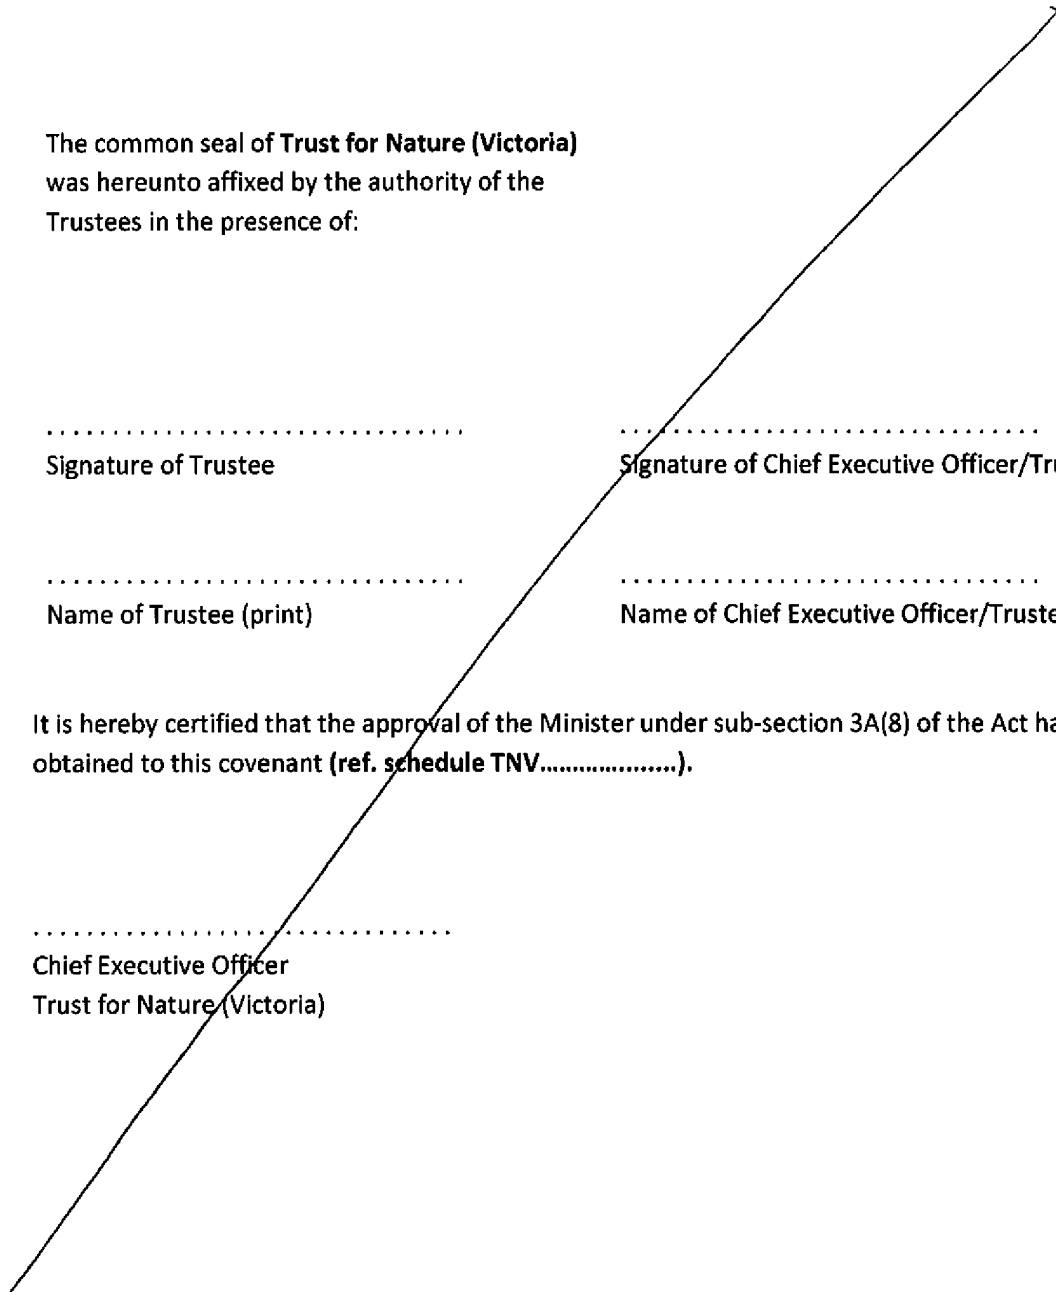 The common seal of Trust for Nature (Victoria)
was hereunto affixed by the authority of the
Trustees in the presence of:
. . . . . . . . . . . . . . . . . . . . . . . . . . . . . . . .
. . . . . . . . . . . . . . . . . . . . . . . . . . . . . . . .
Signature of Trustee
Signature of Chief Executive Officer/Tru
. . . . . . . . . . . . . . . . . . . . . . . . . . . . . . . .
. . . . . . . . . . . . . . . . . . . . . . . . . . . . . . . .
Name of Trustee (print)
Name of Chief Executive Officer/Truste
It is hereby certified that the approval of the Minister under sub-section 3A(8) of the Act ha
obtained to this covenant (ref. schedule TNV.....................).
. . . . . . . . . . . . . . . . . . . . . . . . . . . . . . . .
Chief Executive Officer
Trust for Nature (Victoria)